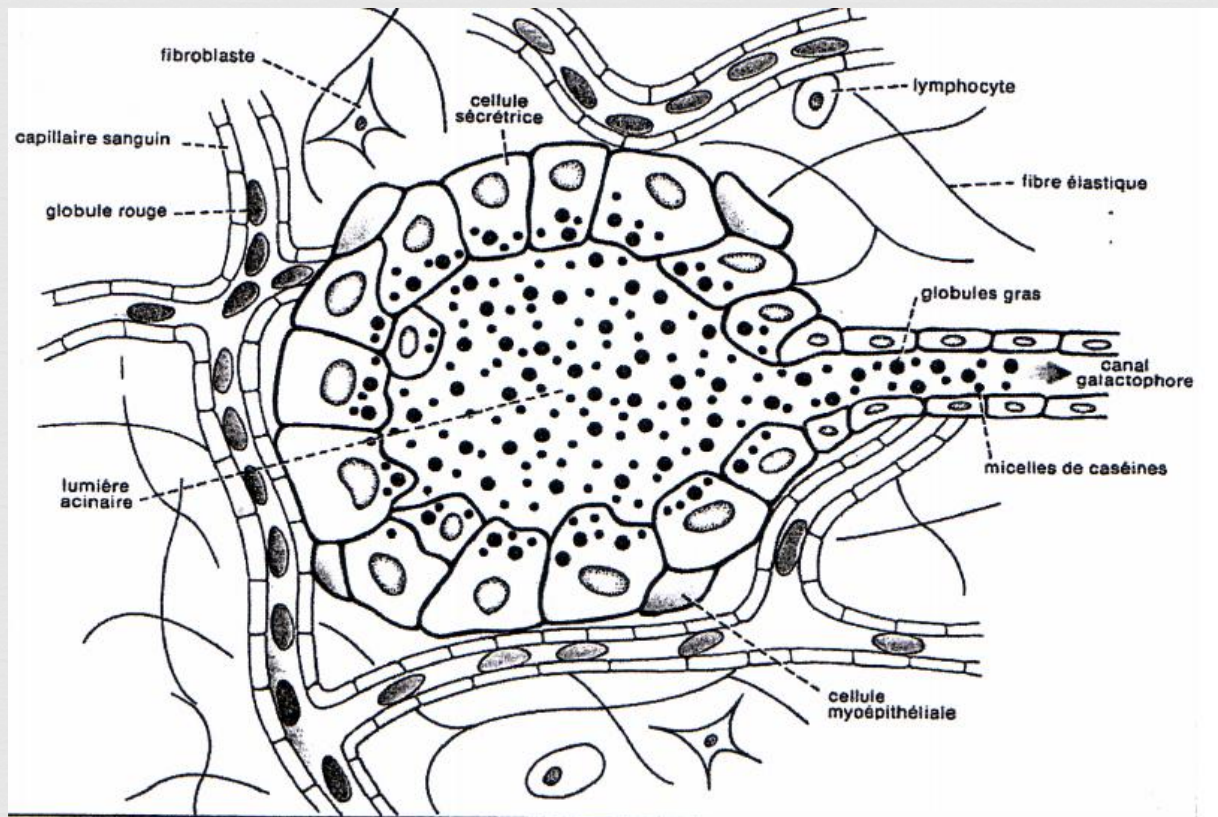 fibroblaste
cellule
sécrétrice
lymphocyte
capillaire sanguin
fibre élastique
globule rouge
globules gras
canal
galactophore
micelles de caséines
lumière
acinaire
cellule
myoépithéliale